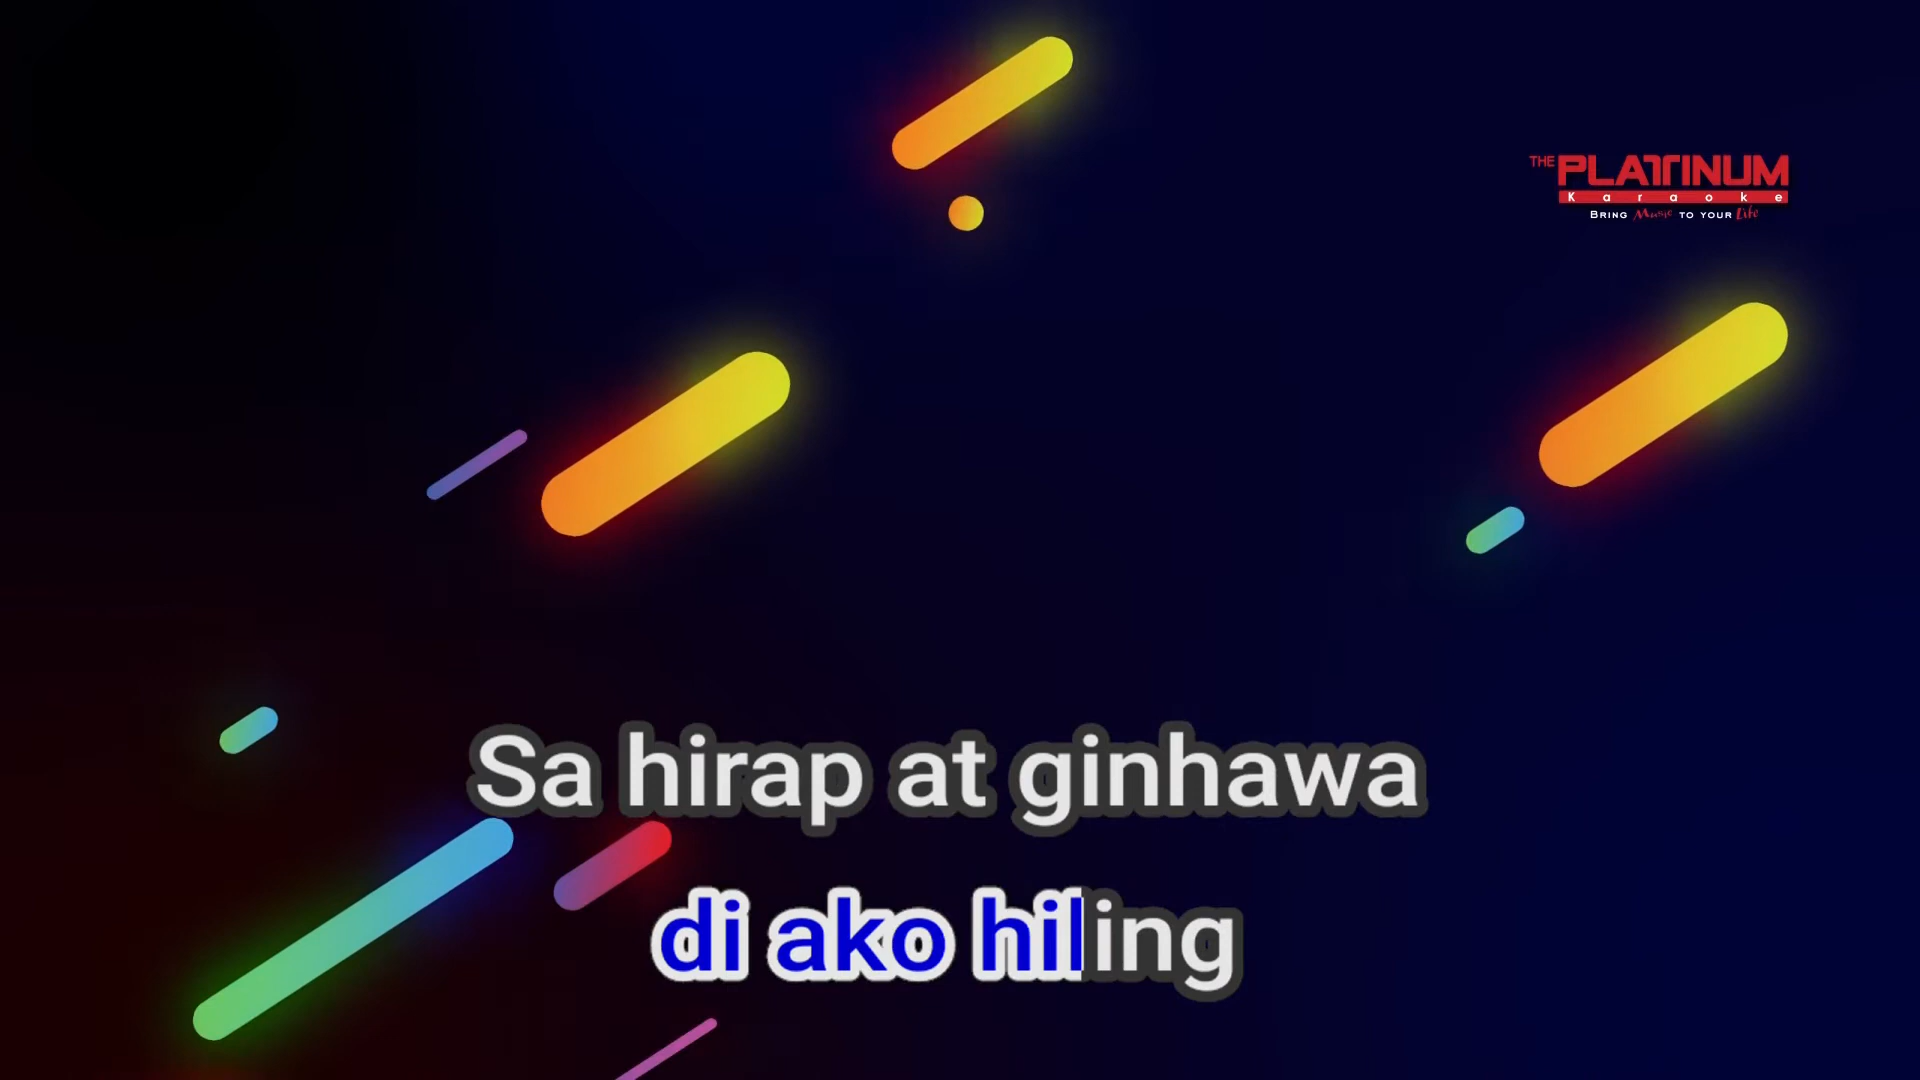 THE PLATINUM
Karaoke
BRING Music TO YOUR Life
Sa hirap at ginhawa
di ako hiling